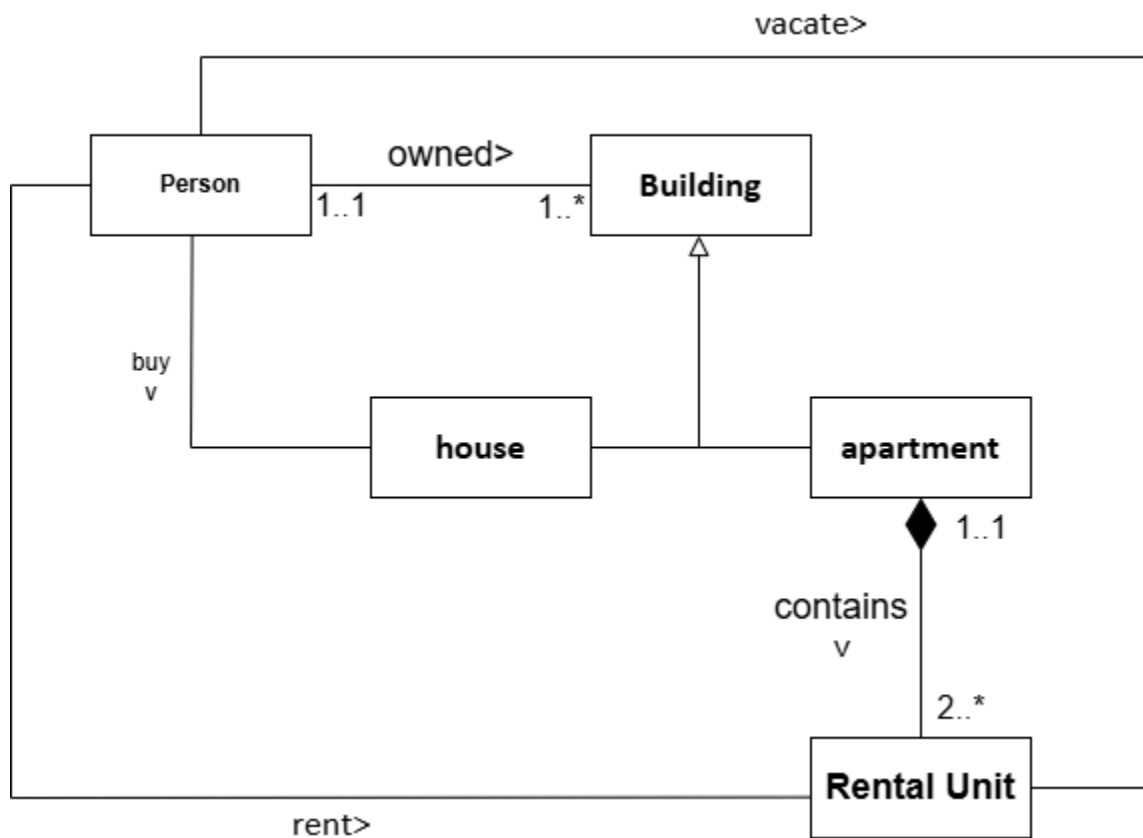 vacate>
owned>
Person
Building
1..1
1..*
buy
v
house
apartment
1..1
contains
v
2..*
Rental Unit
rent>